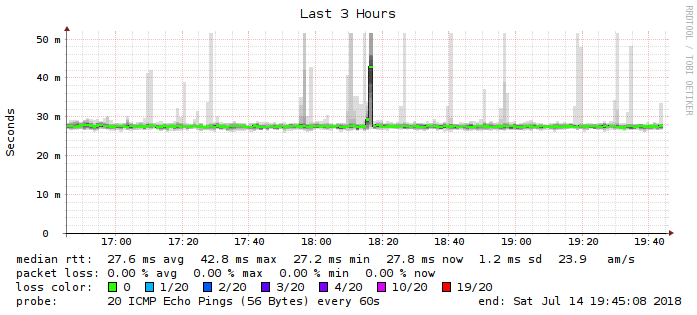 Last 3 Hours
RRDTOOL / TOBI OETIKER
Seconds
50 m
40 m
30 m
20 m
10 m
0
17:00 17:20 17:40 18:00 18:20 18:40 19:00 19:20 19:40
median rtt: 27.6 ms avg 42.8 ms max 27.2 ms min 27.8 ms now 1.2 ms sd 23.9 am/s
packet loss: 0.00 % avg 0.00 % max 0.00 % min 0.00 % now
loss color: 0 1/20 2/20 3/20 4/20 10/20 19/20
probe: 20 ICMP Echo Pings (56 Bytes) every 60s end: Sat Jul 14 19:45:08 2018